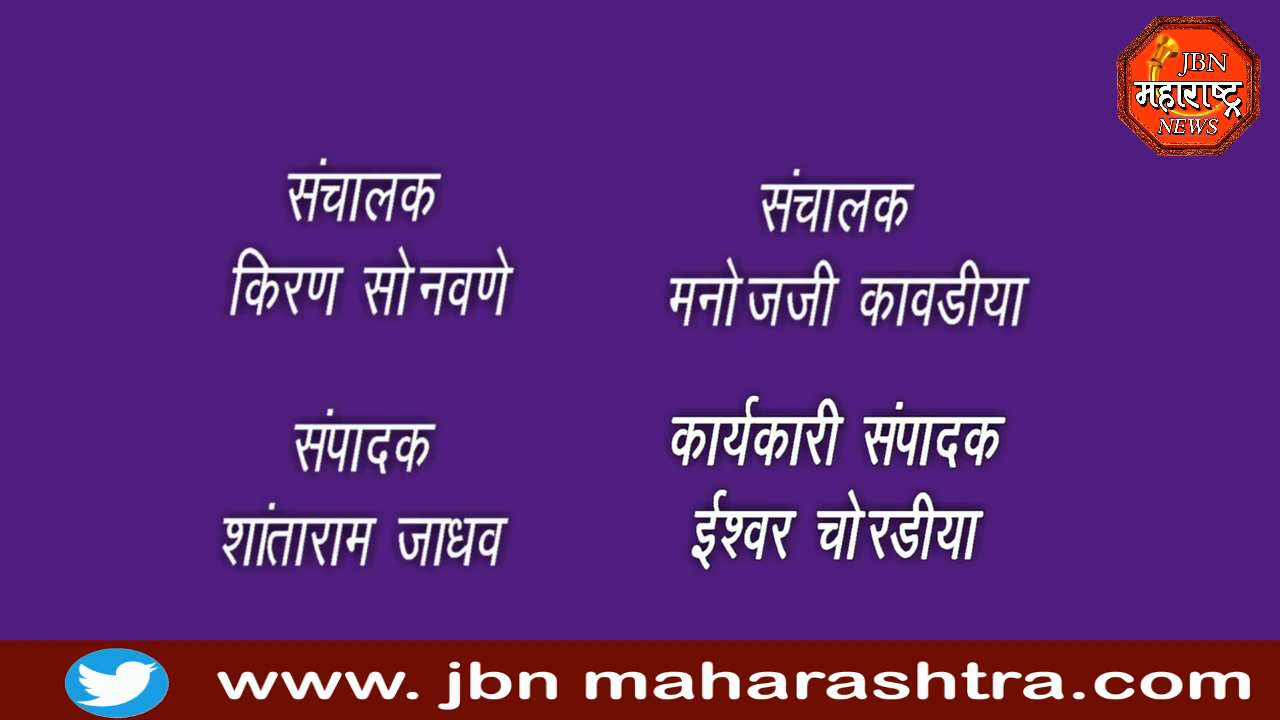 JBN
महाराष्ट्र
NEWS
संचालक
किरण सोनवणे
संचालक
मनोजजी कावडीया
संपादक
शांताराम जाधव
कार्यकारी संपादक
ईश्वर चोरडीया
www. jbn maharashtra.com